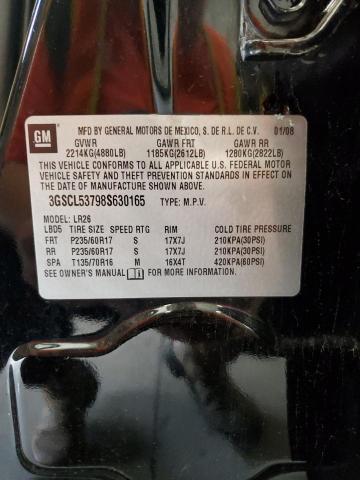 GM MFD BY GENERAL MOTORS DE MEXICO, S. DE R.L. DE C.V. 01/08
GVWR GAWR FRT GAWR RR
2214KG(4880LB) 1185KG(2612LB) 1280KG(2822LB)
THIS VEHICLE CONFORMS TO ALL APPLICABLE U.S. FEDERAL MOTOR
VEHICLE SAFETY AND THEFT PREVENTION STANDARDS IN EFFECT
ON THE DATE OF MANUFACTURE SHOWN ABOVE.
3GSCL53798S630165 TYPE: M.P.V.
MODEL: LR26
LBD5 TIRE SIZE SPEED RTG RIM COLD TIRE PRESSURE
FRT P235/60R17 S 17X7J 210KPA(30PSI)
RR P235/60R17 S 17X7J 210KPA(30PSI)
SPA T135/70R16 M 16X4T 420KPA(60PSI)
SEE OWNER'S MANUAL FOR MORE INFORMATION.